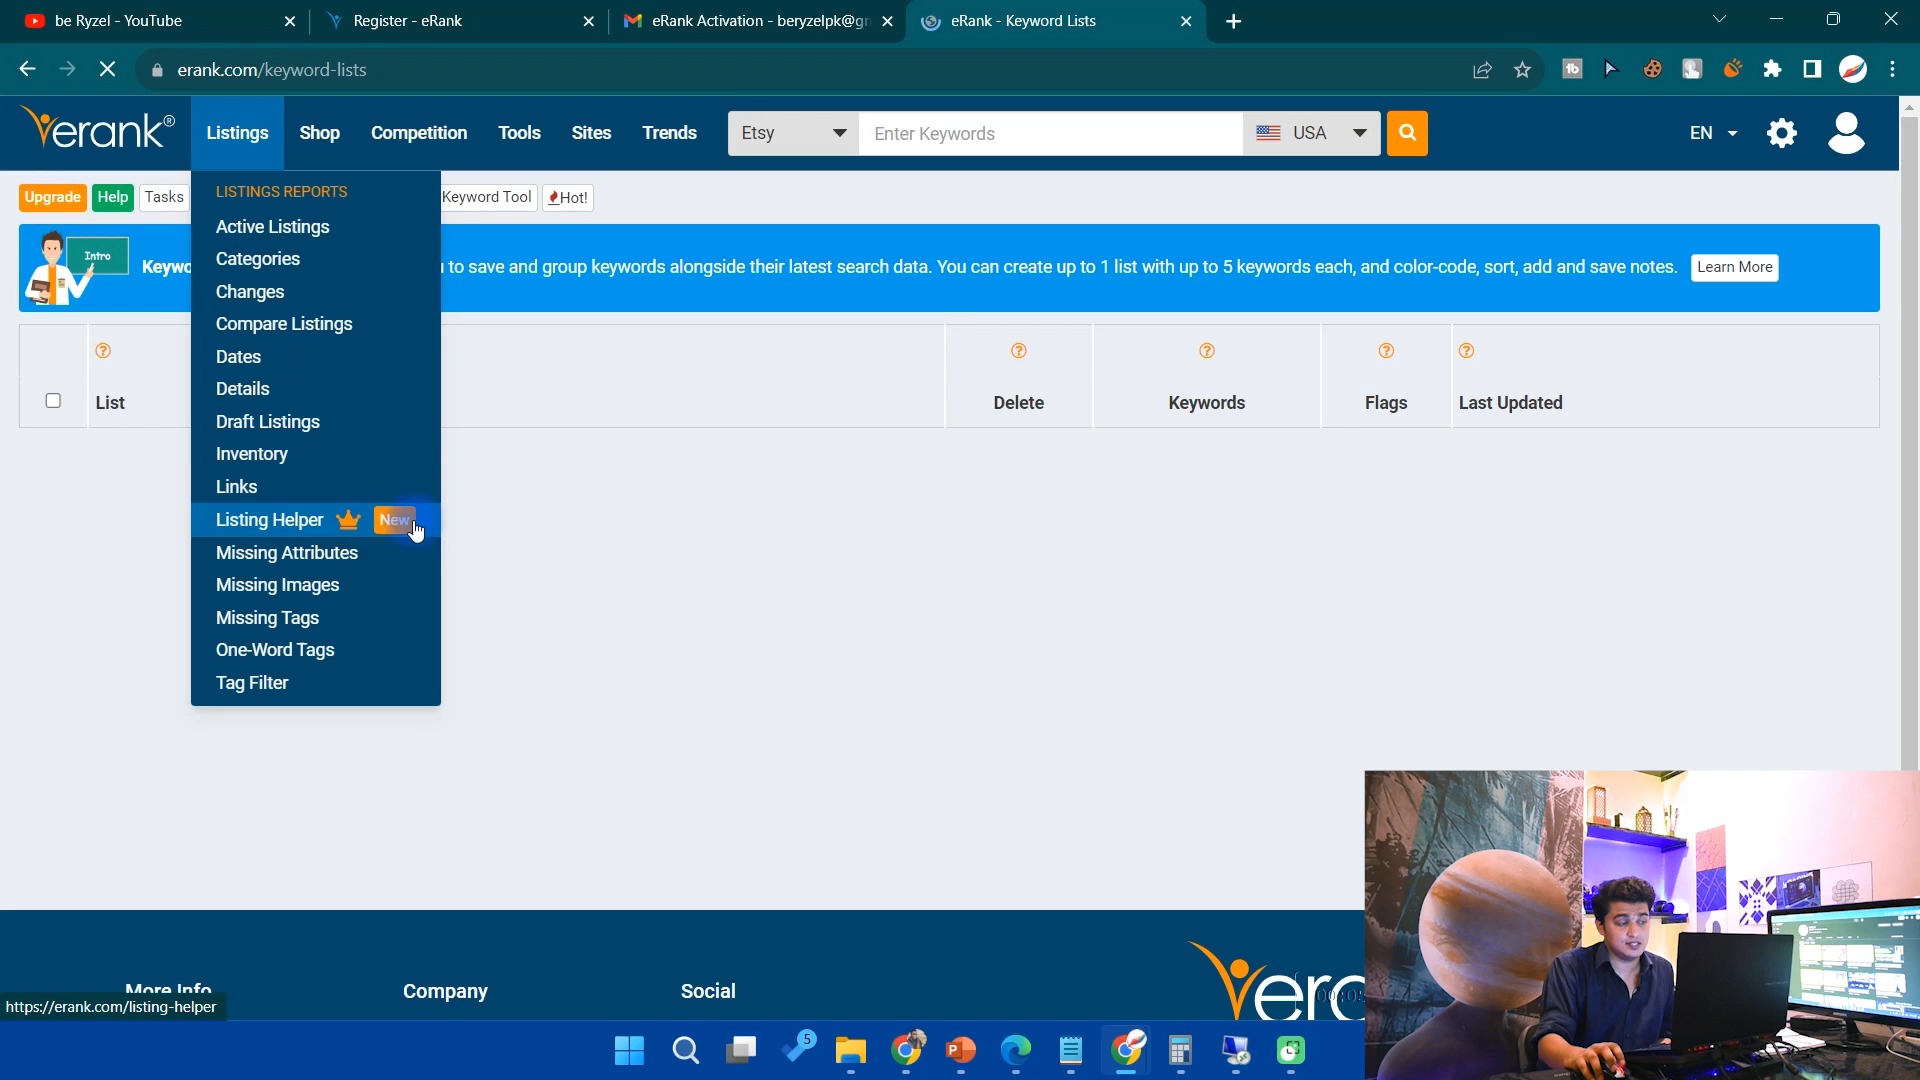 be Ryzel - YouTube
Register - eRank
eRank Activation - beryzelpk@gn
eRank - Keyword Lists
erank.com/keyword-lists
erank®
Listings
Shop
Competition
Tools
Sites
Trends
Etsy
Enter Keywords
USA
EN
Upgrade
Help
Tasks
Keyword Tool
Hot!
LISTINGS REPORTS
Active Listings
Categories
Changes
Compare Listings
Dates
Details
Draft Listings
Inventory
Links
Listing Helper New
Missing Attributes
Missing Images
Missing Tags
One-Word Tags
Tag Filter
Intro
to save and group keywords alongside their latest search data. You can create up to 1 list with up to 5 keywords each, and color-code, sort, add and save notes.
Learn More
List
Delete
Keywords
Flags
Last Updated
More Info
Company
Social
https://erank.com/listing-helper
5